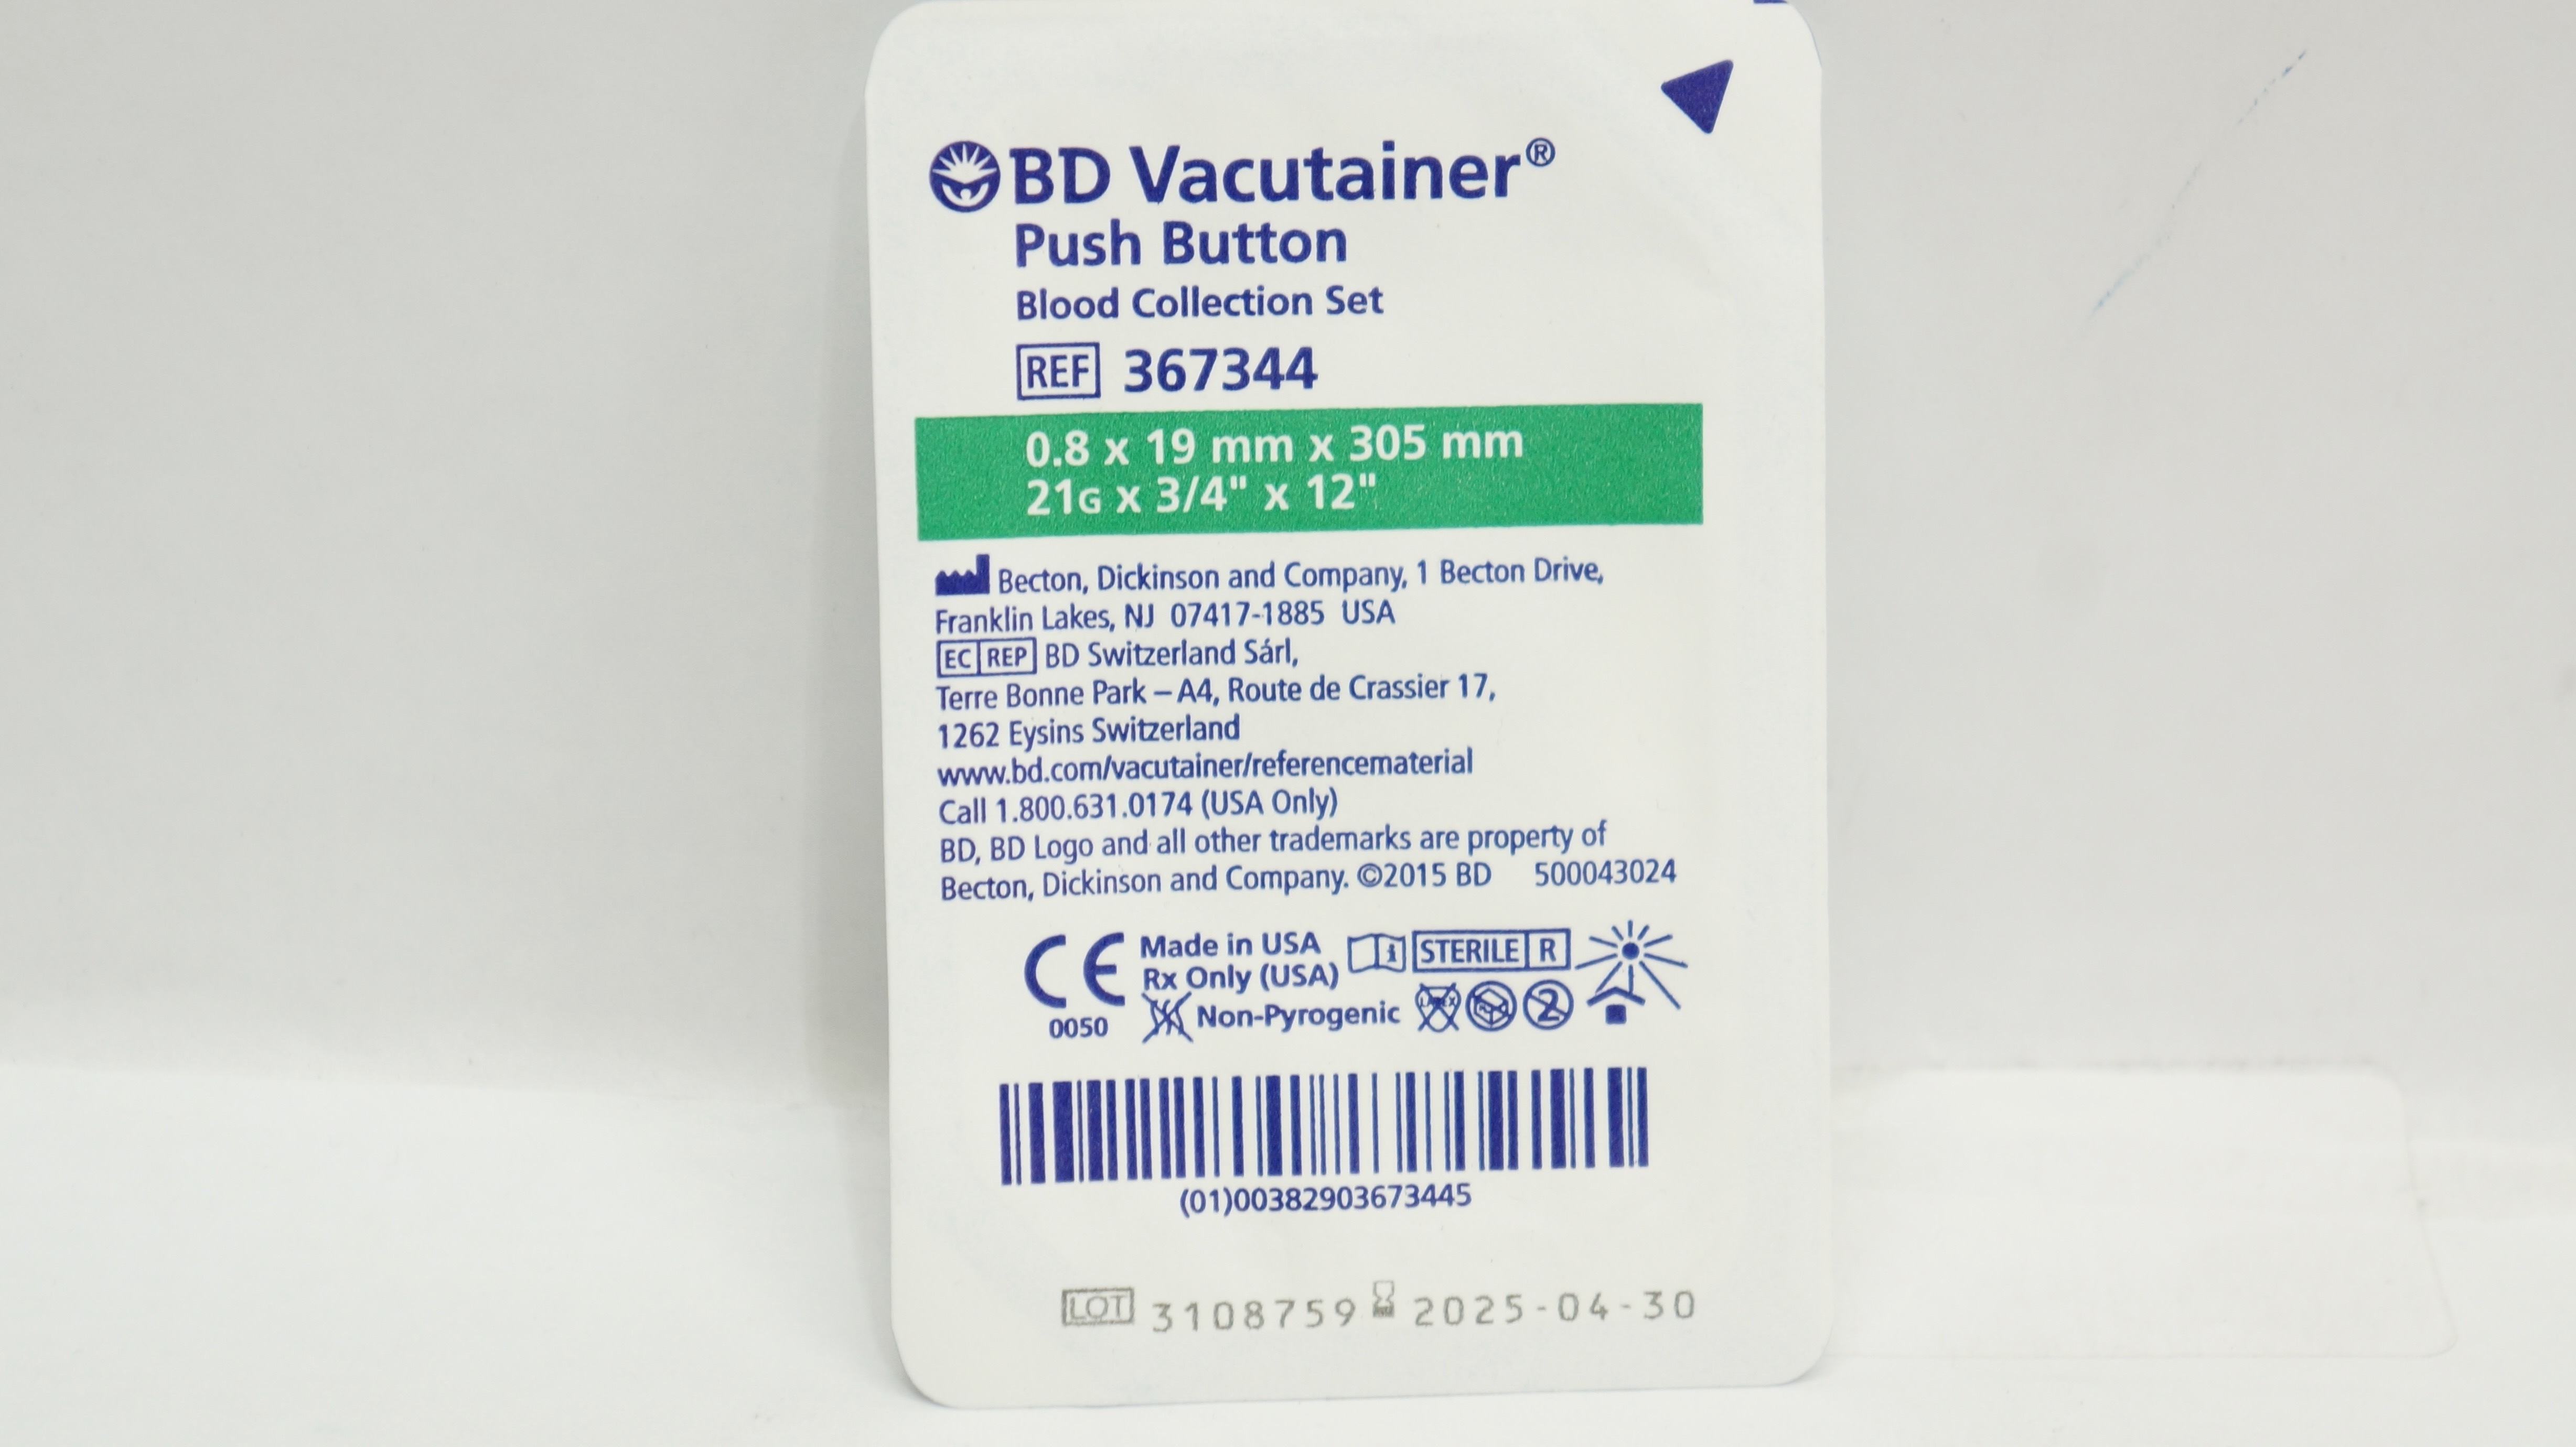 BD Vacutainer®
Push Button
Blood Collection Set
REF 367344
0.8 x 19 mm x 305 mm
21G x 3/4" x 12"
Becton, Dickinson and Company, 1 Becton Drive,
Franklin Lakes, NJ 07417-1885 USA
EC REP BD Switzerland Sárl,
Terre Bonne Park – A4, Route de Crassier 17,
1262 Eysins Switzerland
www.bd.com/vacutainer/referencematerial
Call 1.800.631.0174 (USA Only)
BD, BD Logo and all other trademarks are property of
Becton, Dickinson and Company. ©2015 BD 500043024
CE Made in USA STERILE R
Rx Only (USA)
0050 Non-Pyrogenic LATEX 2
(01)00382903673445
LOT 3108759 2025-04-30